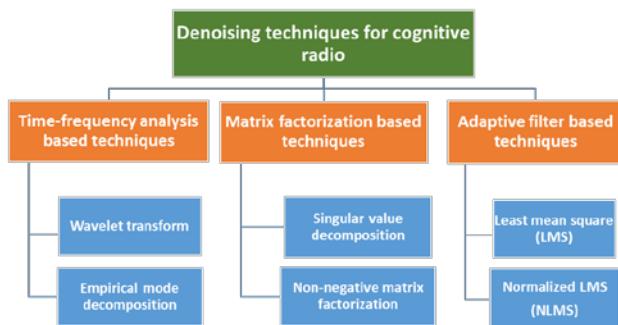 Denoising techniques for cognitive
radio
Time-frequency analysis
based techniques
Matrix factorization based
techniques
Adaptive filter based
techniques
Wavelet transform
Empirical mode
decomposition
Singular value
decomposition
Non-negative matrix
factorization
Least mean square
(LMS)
Normalized LMS
(NLMS)